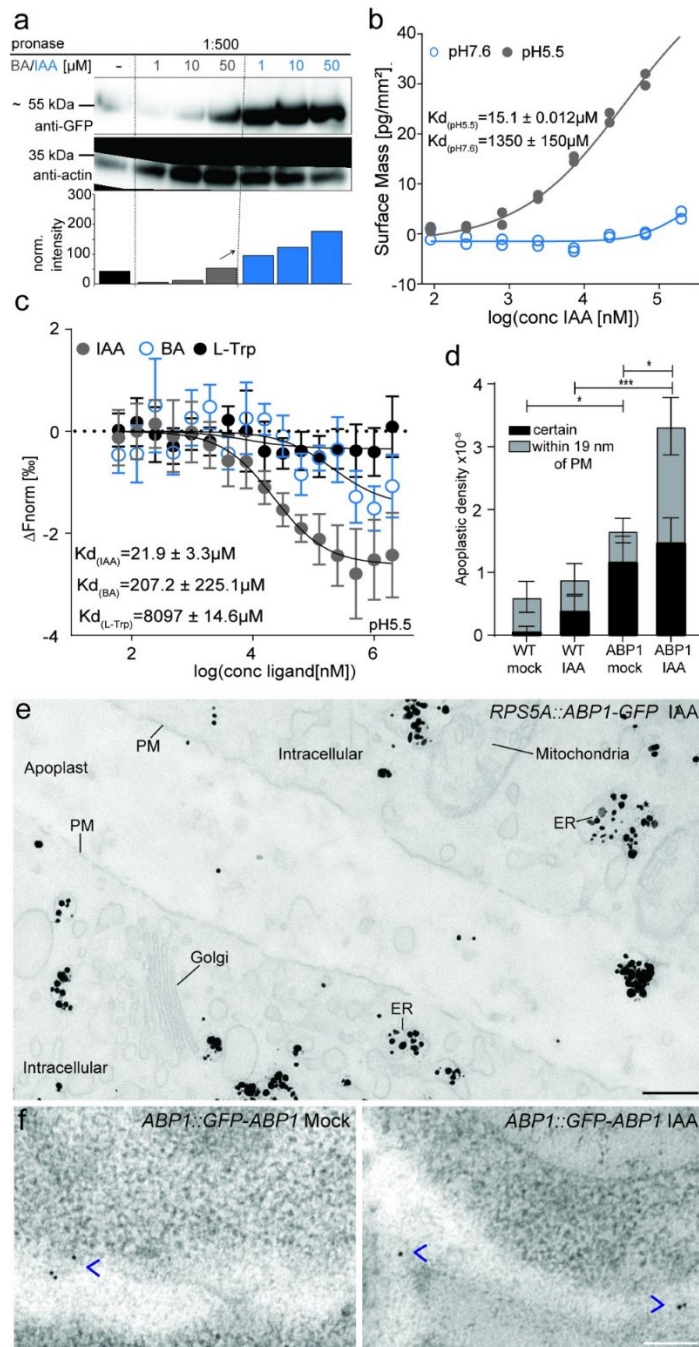 a
pronase 1:500
BA/IAA [µM] - 1 10 50 1 10 50
~ 55 kDa
anti-GFP
35 kDa
anti-actin
300
200
100
0
norm.
intensity
b
pH7.6 pH5.5
40
30
20
10
0
-10
Surface Mass [pg/mm²]
Kd(pH5.5)=15.1 ± 0.012µM
Kd(pH7.6)=1350 ± 150µM
2 3 4 5
log(conc IAA [nM])
c
IAA BA L-Trp
0
-2
-4
ΔFnorm [‰]
Kd(IAA)=21.9 ± 3.3µM
Kd(BA)=207.2 ± 225.1µM
Kd(L-Trp)=8097 ± 14.6µM
pH5.5
2 4 6
log(conc ligand[nM])
d
* *** *
certain
within 19 nm
of PM
4
3
2
1
0
Apoplastic density x10⁻⁶
WT
mock
WT
IAA
ABP1
mock
ABP1
IAA
e
RPS5A::ABP1-GFP IAA
PM
Intracellular
Mitochondria
Apoplast
PM
ER
Golgi
ER
Intracellular
f
ABP1::GFP-ABP1 Mock
ABP1::GFP-ABP1 IAA